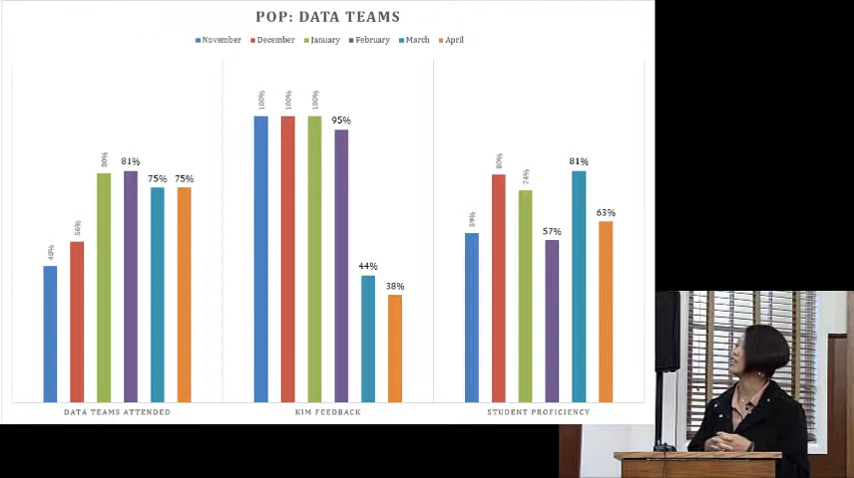 POP: DATA TEAMS
November December January February March April
48% 56% 80% 81% 75% 75%
100% 100% 100% 95% 44% 38%
59% 80% 74% 57% 81% 63%
DATA TEAMS ATTENDED
KIM FEEDBACK
STUDENT PROFICIENCY